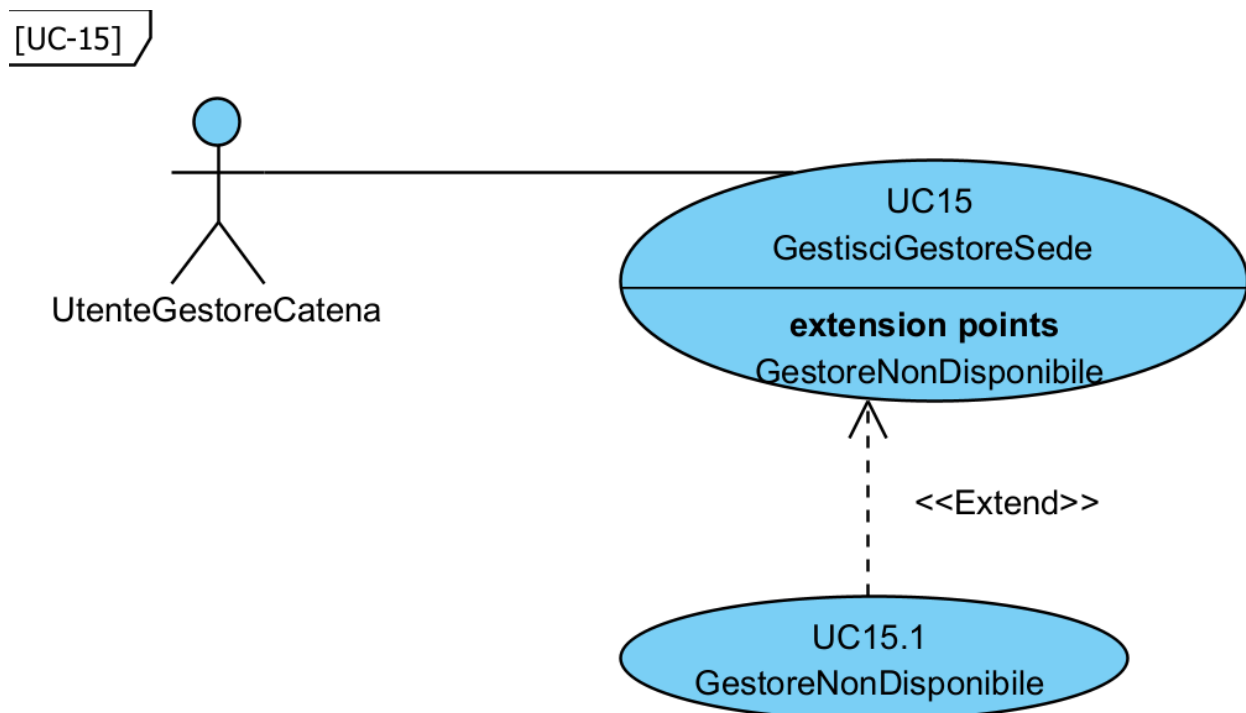 [UC-15]
UtenteGestoreCatena
UC15
GestisciGestoreSede
extension points
GestoreNonDisponibile
<<Extend>>
UC15.1
GestoreNonDisponibile